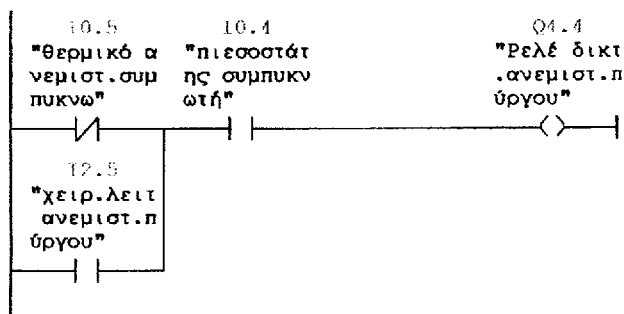 I0.5 I0.4 Q4.4
"θερμικό α "πιεσοστάτ "Ρελέ δικτ
νεμιστ.συμ ης συμπυκν .ανεμιστ.π
πυκνω" ωτή" ύργου"
I2.5
"χειρ.λειτ
ανεμιστ.π
ύργου"